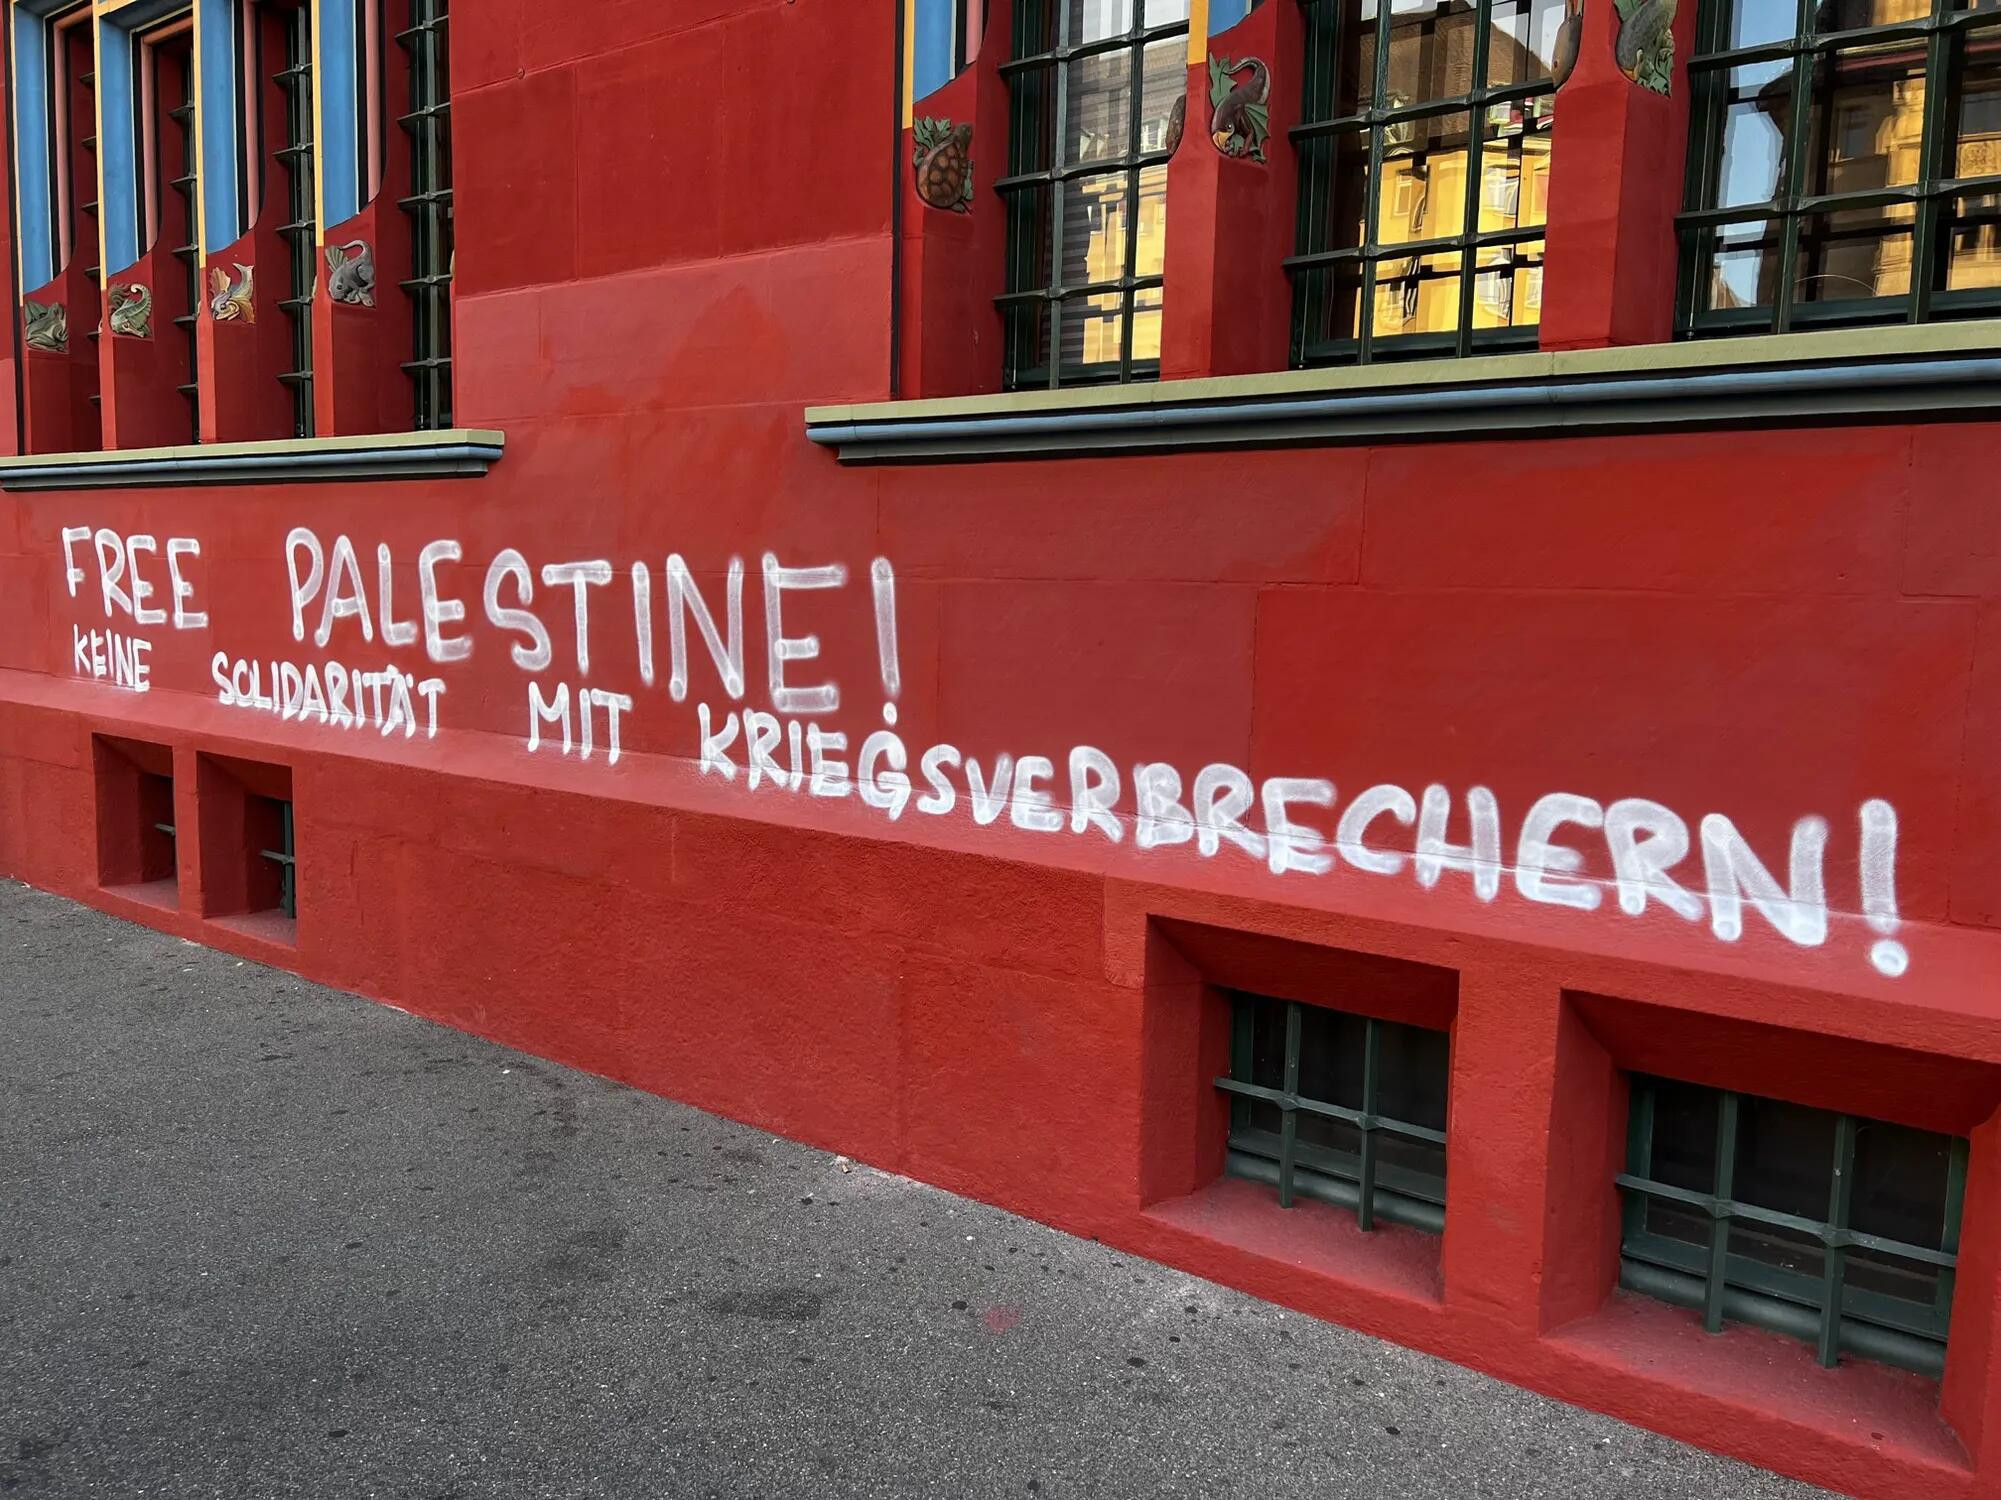 FREE PALESTINE!
KEINE SOLIDARITÄT MIT KRIEGSVERBRECHERN!